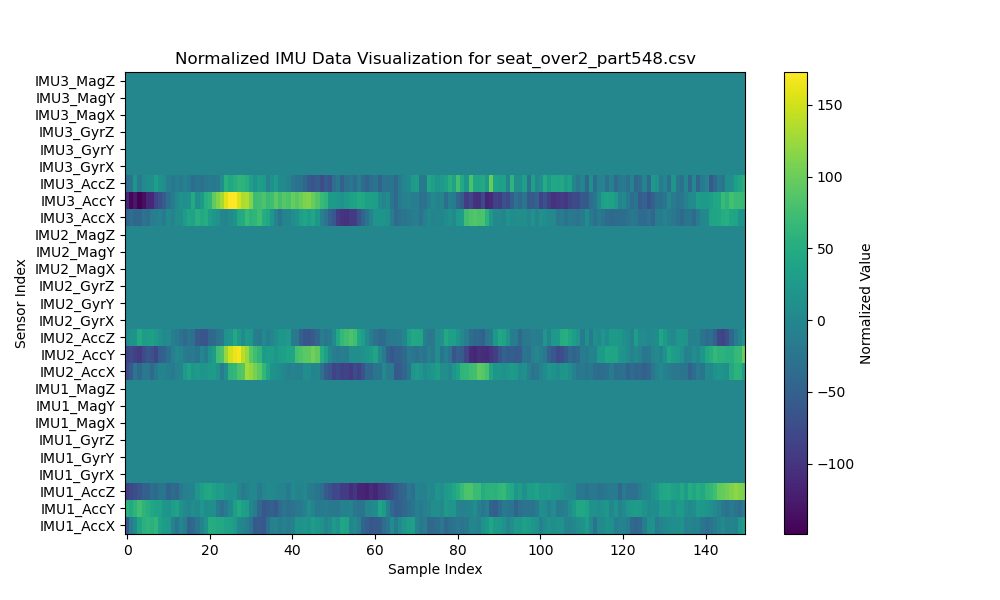 Normalized IMU Data Visualization for seat_over2_part548.csv
Sensor Index
IMU3_MagZ
IMU3_MagY
IMU3_MagX
IMU3_GyrZ
IMU3_GyrY
IMU3_GyrX
IMU3_AccZ
IMU3_AccY
IMU3_AccX
IMU2_MagZ
IMU2_MagY
IMU2_MagX
IMU2_GyrZ
IMU2_GyrY
IMU2_GyrX
IMU2_AccZ
IMU2_AccY
IMU2_AccX
IMU1_MagZ
IMU1_MagY
IMU1_MagX
IMU1_GyrZ
IMU1_GyrY
IMU1_GyrX
IMU1_AccZ
IMU1_AccY
IMU1_AccX
0 20 40 60 80 100 120 140
Sample Index
150
100
50
0
−50
−100
Normalized Value